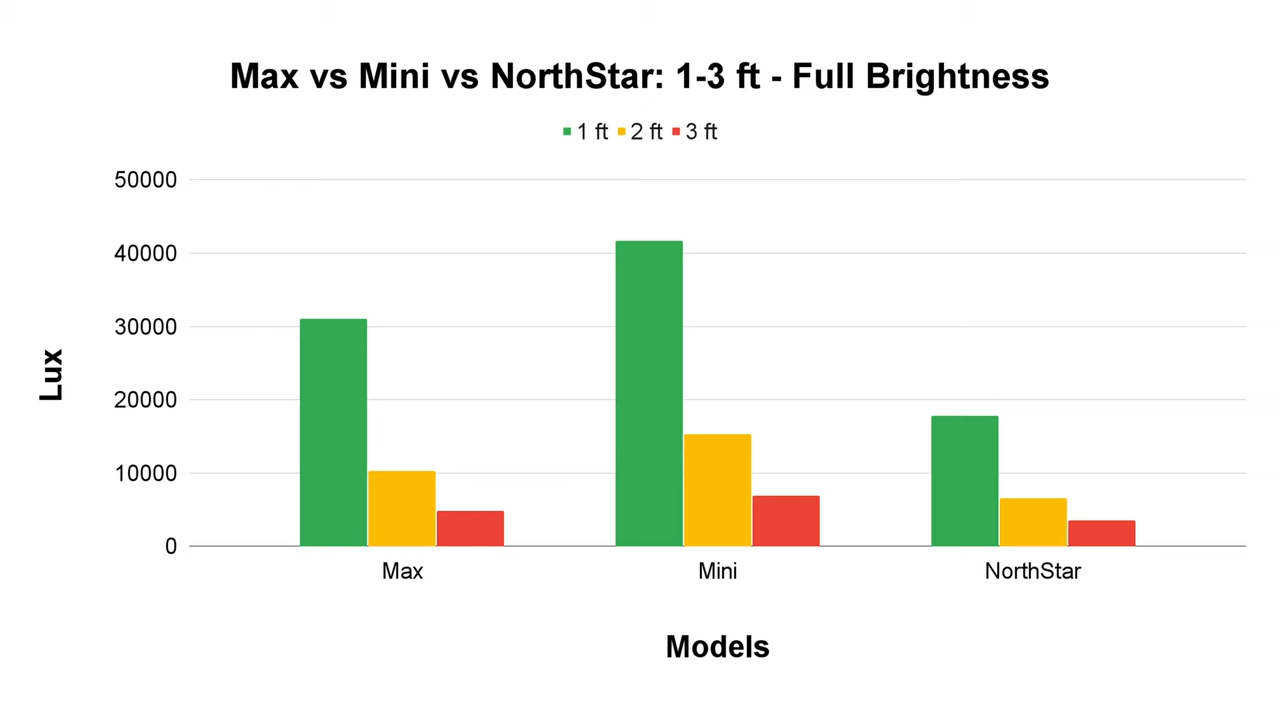 Max vs Mini vs NorthStar: 1-3 ft - Full Brightness
1 ft 2 ft 3 ft
50000
40000
30000
20000
10000
0
Lux
Max Mini NorthStar
Models